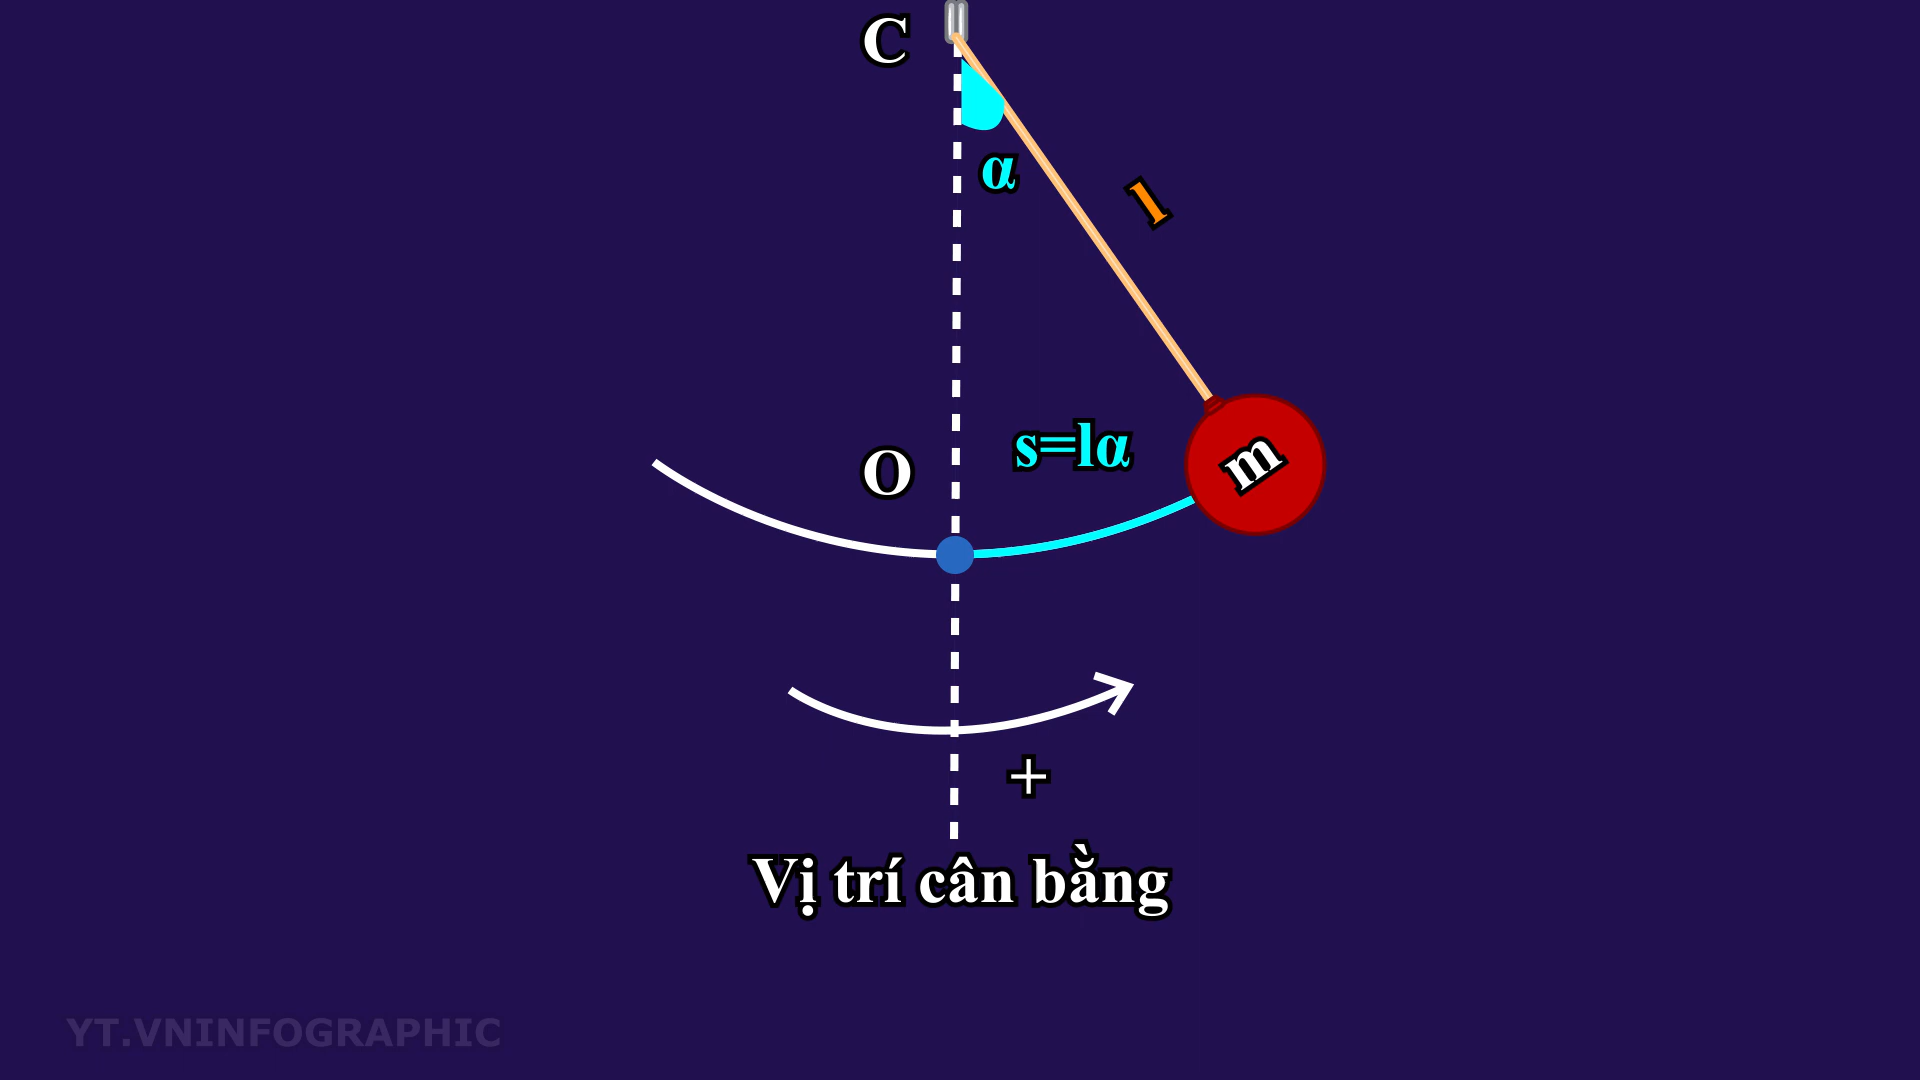 C
α
l
s=lα
O
m
+
Vị trí cân bằng
YT.VNINFOGRAPHIC